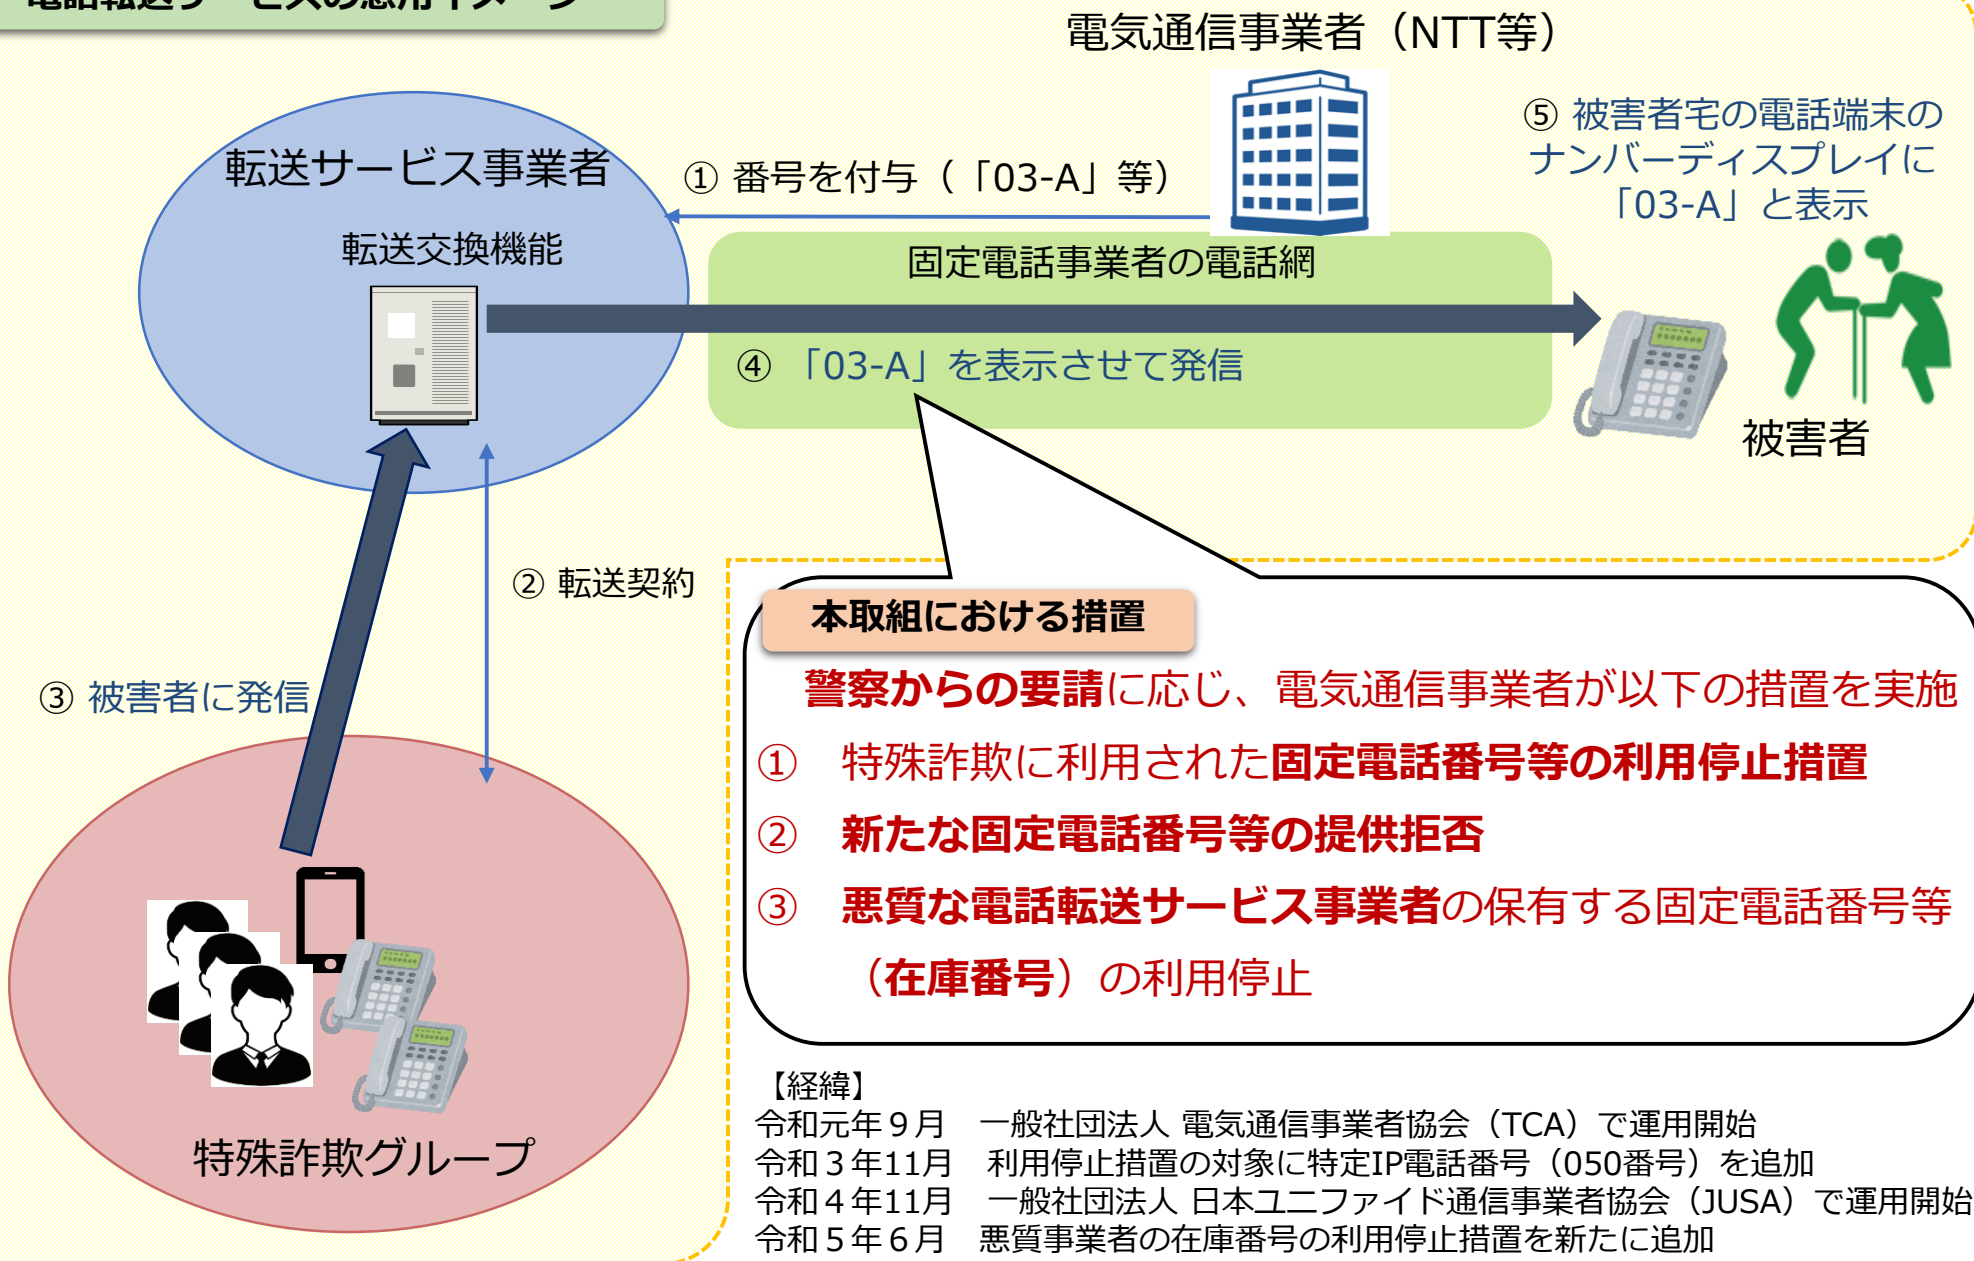 電話転送サービスの悪用イメージ
電気通信事業者（NTT等）
転送サービス事業者
転送交換機能
① 番号を付与（「03-A」等）
⑤ 被害者宅の電話端末の
ナンバーディスプレイに
「03-A」と表示
固定電話事業者の電話網
④ 「03-A」を表示させて発信
被害者
② 転送契約
③ 被害者に発信
特殊詐欺グループ
本取組における措置
警察からの要請に応じ、電気通信事業者が以下の措置を実施
① 特殊詐欺に利用された固定電話番号等の利用停止措置
② 新たな固定電話番号等の提供拒否
③ 悪質な電話転送サービス事業者の保有する固定電話番号等
（在庫番号）の利用停止
【経緯】
令和元年９月 一般社団法人 電気通信事業者協会（TCA）で運用開始
令和３年11月 利用停止措置の対象に特定IP電話番号（050番号）を追加
令和４年11月 一般社団法人 日本ユニファイド通信事業者協会（JUSA）で運用開始
令和５年６月 悪質事業者の在庫番号の利用停止措置を新たに追加